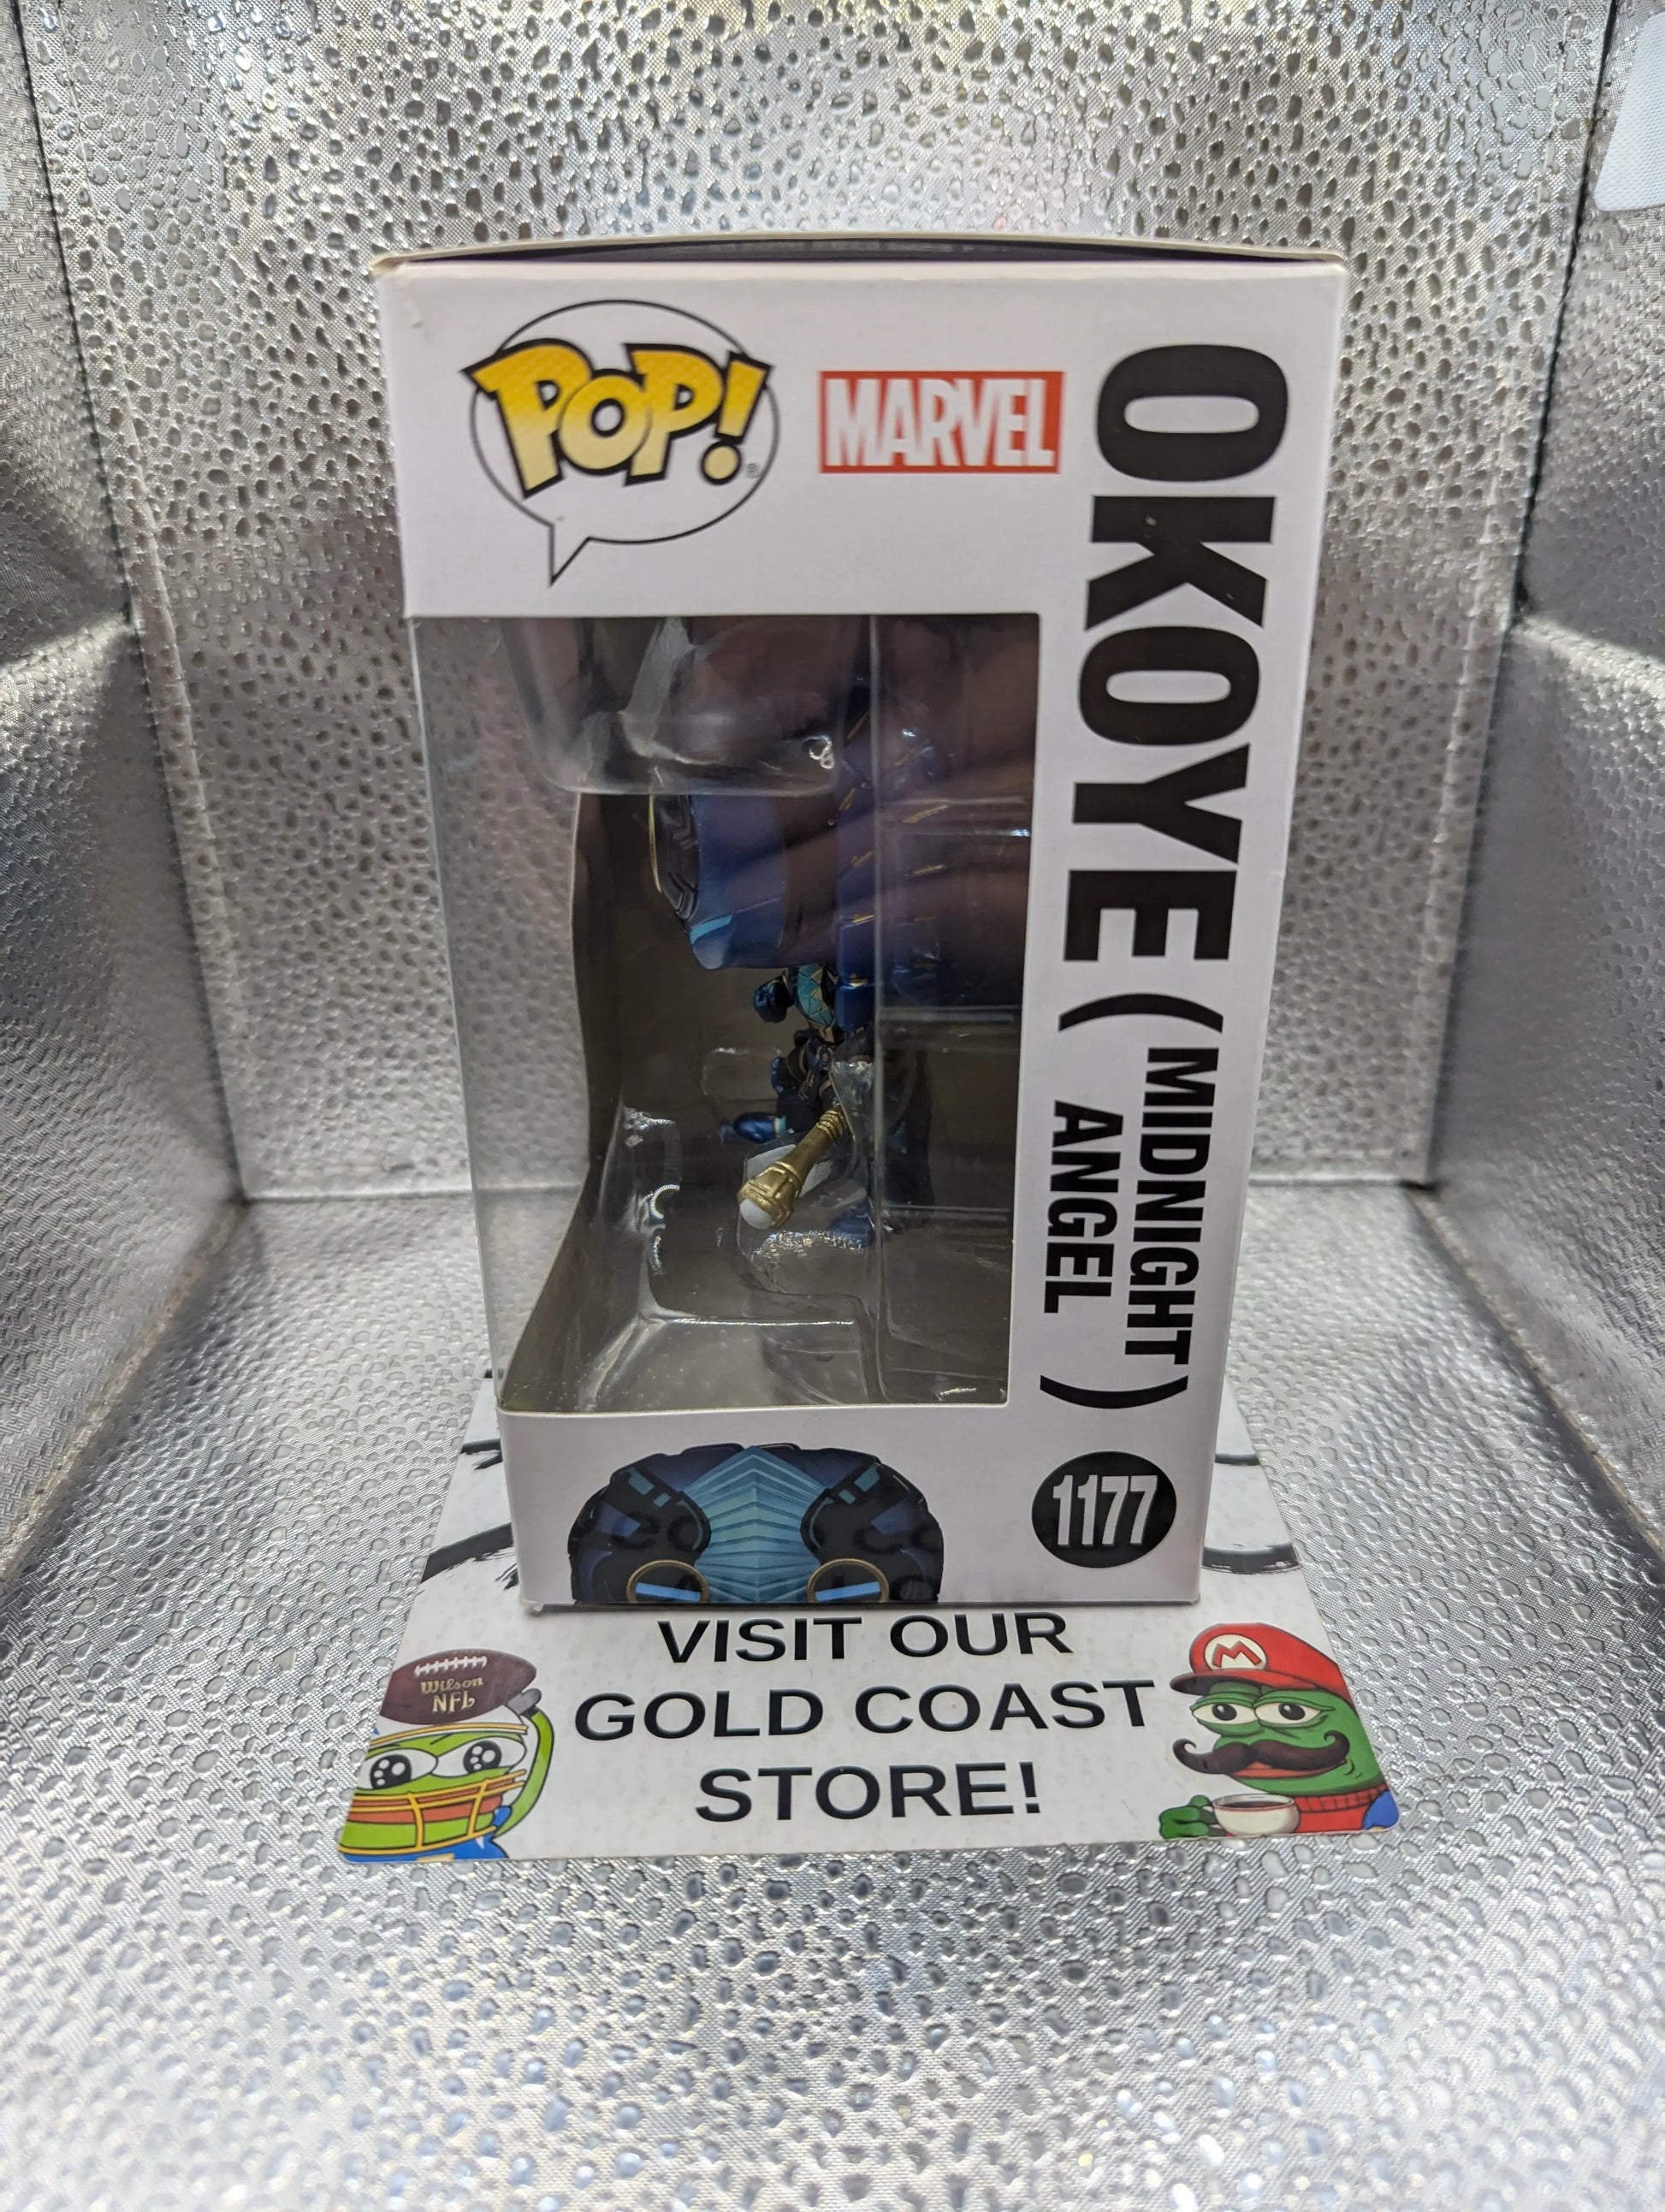 POP!
®
MARVEL
OKOYE (MIDNIGHT
ANGEL)
1177
VISIT OUR
GOLD COAST
STORE!
Wilson
NFL
M